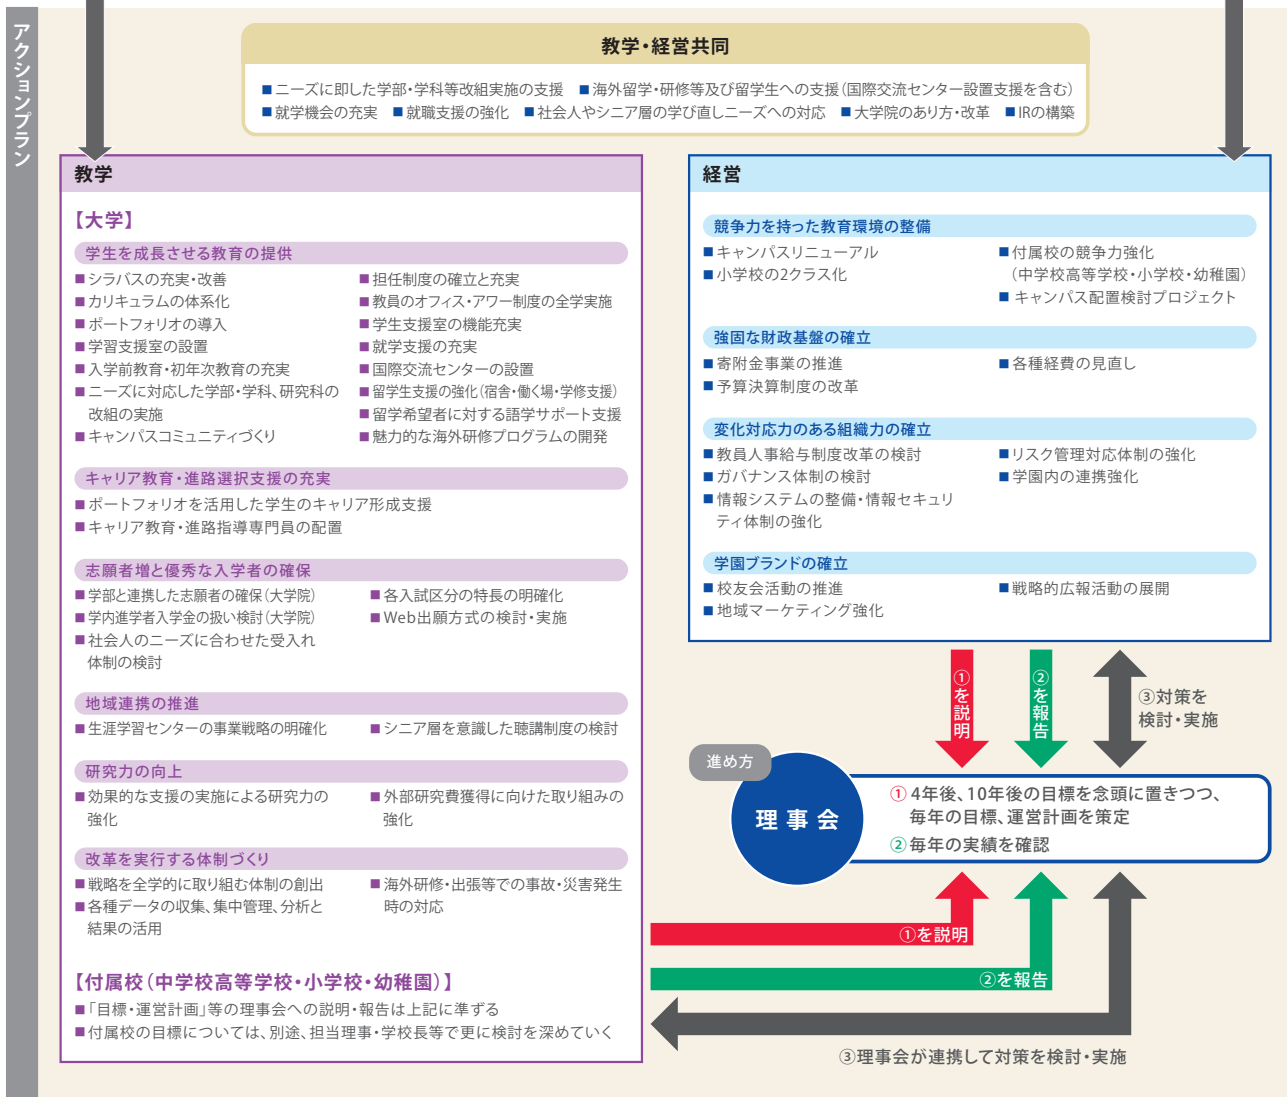 アクションプラン
教学・経営共同
■ニーズに即した学部・学科等改組実施の支援 ■海外留学・研修等及び留学生への支援(国際交流センター設置支援を含む)
■就学機会の充実 ■就職支援の強化 ■社会人やシニア層の学び直しニーズへの対応 ■大学院のあり方・改革 ■IRの構築
教学
【大学】
学生を成長させる教育の提供
■シラバスの充実・改善
■カリキュラムの体系化
■ポートフォリオの導入
■学習支援室の設置
■入学前教育・初年次教育の充実
■ニーズに対応した学部・学科、研究科の
改組の実施
■キャンパスコミュニティづくり
■担任制度の確立と充実
■教員のオフィス・アワー制度の全学実施
■学生支援室の機能充実
■就学支援の充実
■国際交流センターの設置
■留学生支援の強化(宿舎・働く場・学修支援)
■留学希望者に対する語学サポート支援
■魅力的な海外研修プログラムの開発
キャリア教育・進路選択支援の充実
■ポートフォリオを活用した学生のキャリア形成支援
■キャリア教育・進路指導専門員の配置
志願者増と優秀な入学者の確保
■学部と連携した志願者の確保(大学院)
■学内進学者入学金の扱い検討(大学院)
■社会人のニーズに合わせた受入れ
体制の検討
■各入試区分の特長の明確化
■Web出願方式の検討・実施
地域連携の推進
■生涯学習センターの事業戦略の明確化
■シニア層を意識した聴講制度の検討
研究力の向上
■効果的な支援の実施による研究力の
強化
■外部研究費獲得に向けた取り組みの
強化
改革を実行する体制づくり
■戦略を全学的に取り組む体制の創出
■各種データの収集、集中管理、分析と
結果の活用
■海外研修・出張等での事故・災害発生
時の対応
【付属校(中学校高等学校・小学校・幼稚園)】
■「目標・運営計画」等の理事会への説明・報告は上記に準ずる
■付属校の目標については、別途、担当理事・学校長等で更に検討を深めていく
経営
競争力を持った教育環境の整備
■キャンパスリニューアル
■小学校の2クラス化
■付属校の競争力強化
(中学校高等学校・小学校・幼稚園)
■キャンパス配置検討プロジェクト
強固な財政基盤の確立
■寄附金事業の推進
■予算決算制度の改革
■各種経費の見直し
変化対応力のある組織力の確立
■教員人事給与制度改革の検討
■ガバナンス体制の検討
■情報システムの整備・情報セキュリ
ティ体制の強化
■リスク管理対応体制の強化
■学園内の連携強化
学園ブランドの確立
■校友会活動の推進
■地域マーケティング強化
■戦略的広報活動の展開
①を説明
②を報告
③対策を
検討・実施
進め方
理事会
①4年後、10年後の目標を念頭に置きつつ、
毎年の目標、運営計画を策定
②毎年の実績を確認
①を説明
②を報告
③理事会が連携して対策を検討・実施